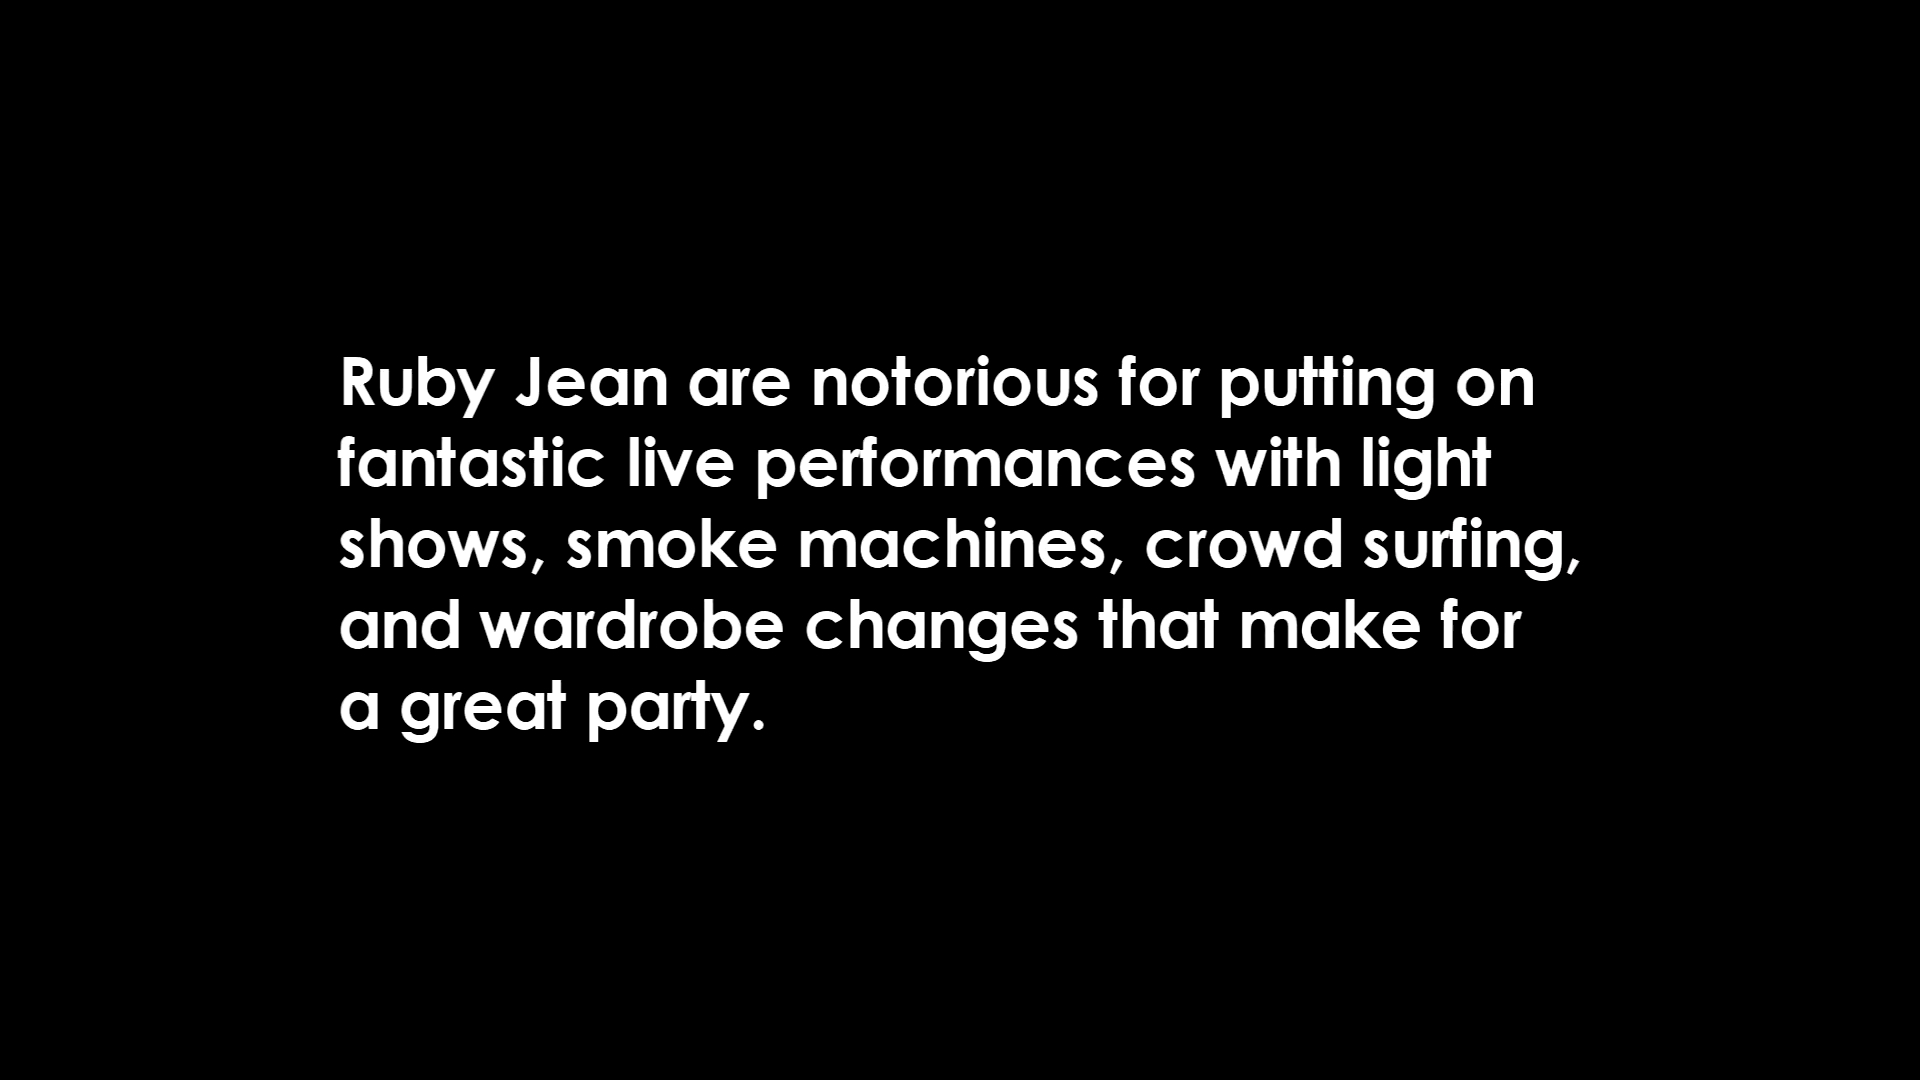 Ruby Jean are notorious for putting on
fantastic live performances with light
shows, smoke machines, crowd surfing,
and wardrobe changes that make for
a great party.